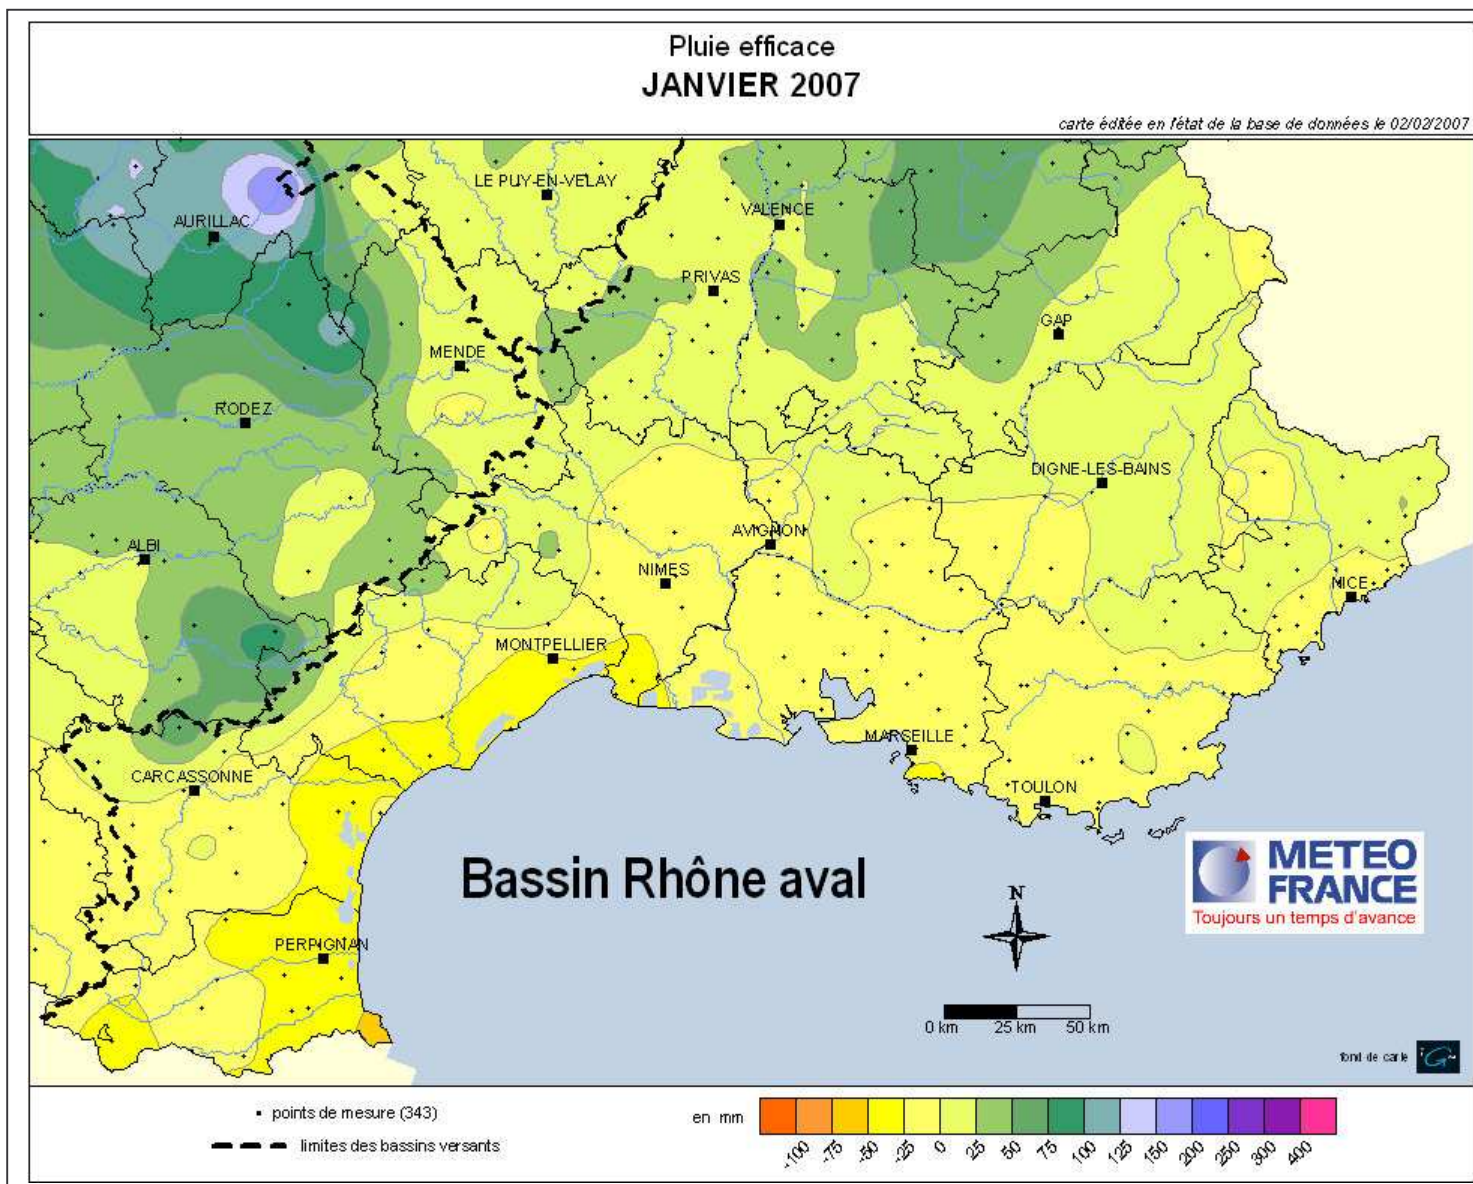 Pluie efficace
JANVIER 2007
carte éditée en l'état de la base de données le 02/02/2007
LE PUY-EN-VELAY
AURILLAC
VALENCE
PRIVAS
GAP
MENDE
RODEZ
DIGNE-LES-BAINS
AVIGNON
ALBI
NIMES
NICE
MONTPELLIER
MARSEILLE
CARCASSONNE
TOULON
METEO
FRANCE
Toujours un temps d'avance
Bassin Rhône aval
N
PERPIGNAN
0 km 25 km 50 km
fond de carte
points de mesure (343)
en mm
limites des bassins versants
-100 -75 -50 -25 0 25 50 75 100 125 150 200 250 300 400